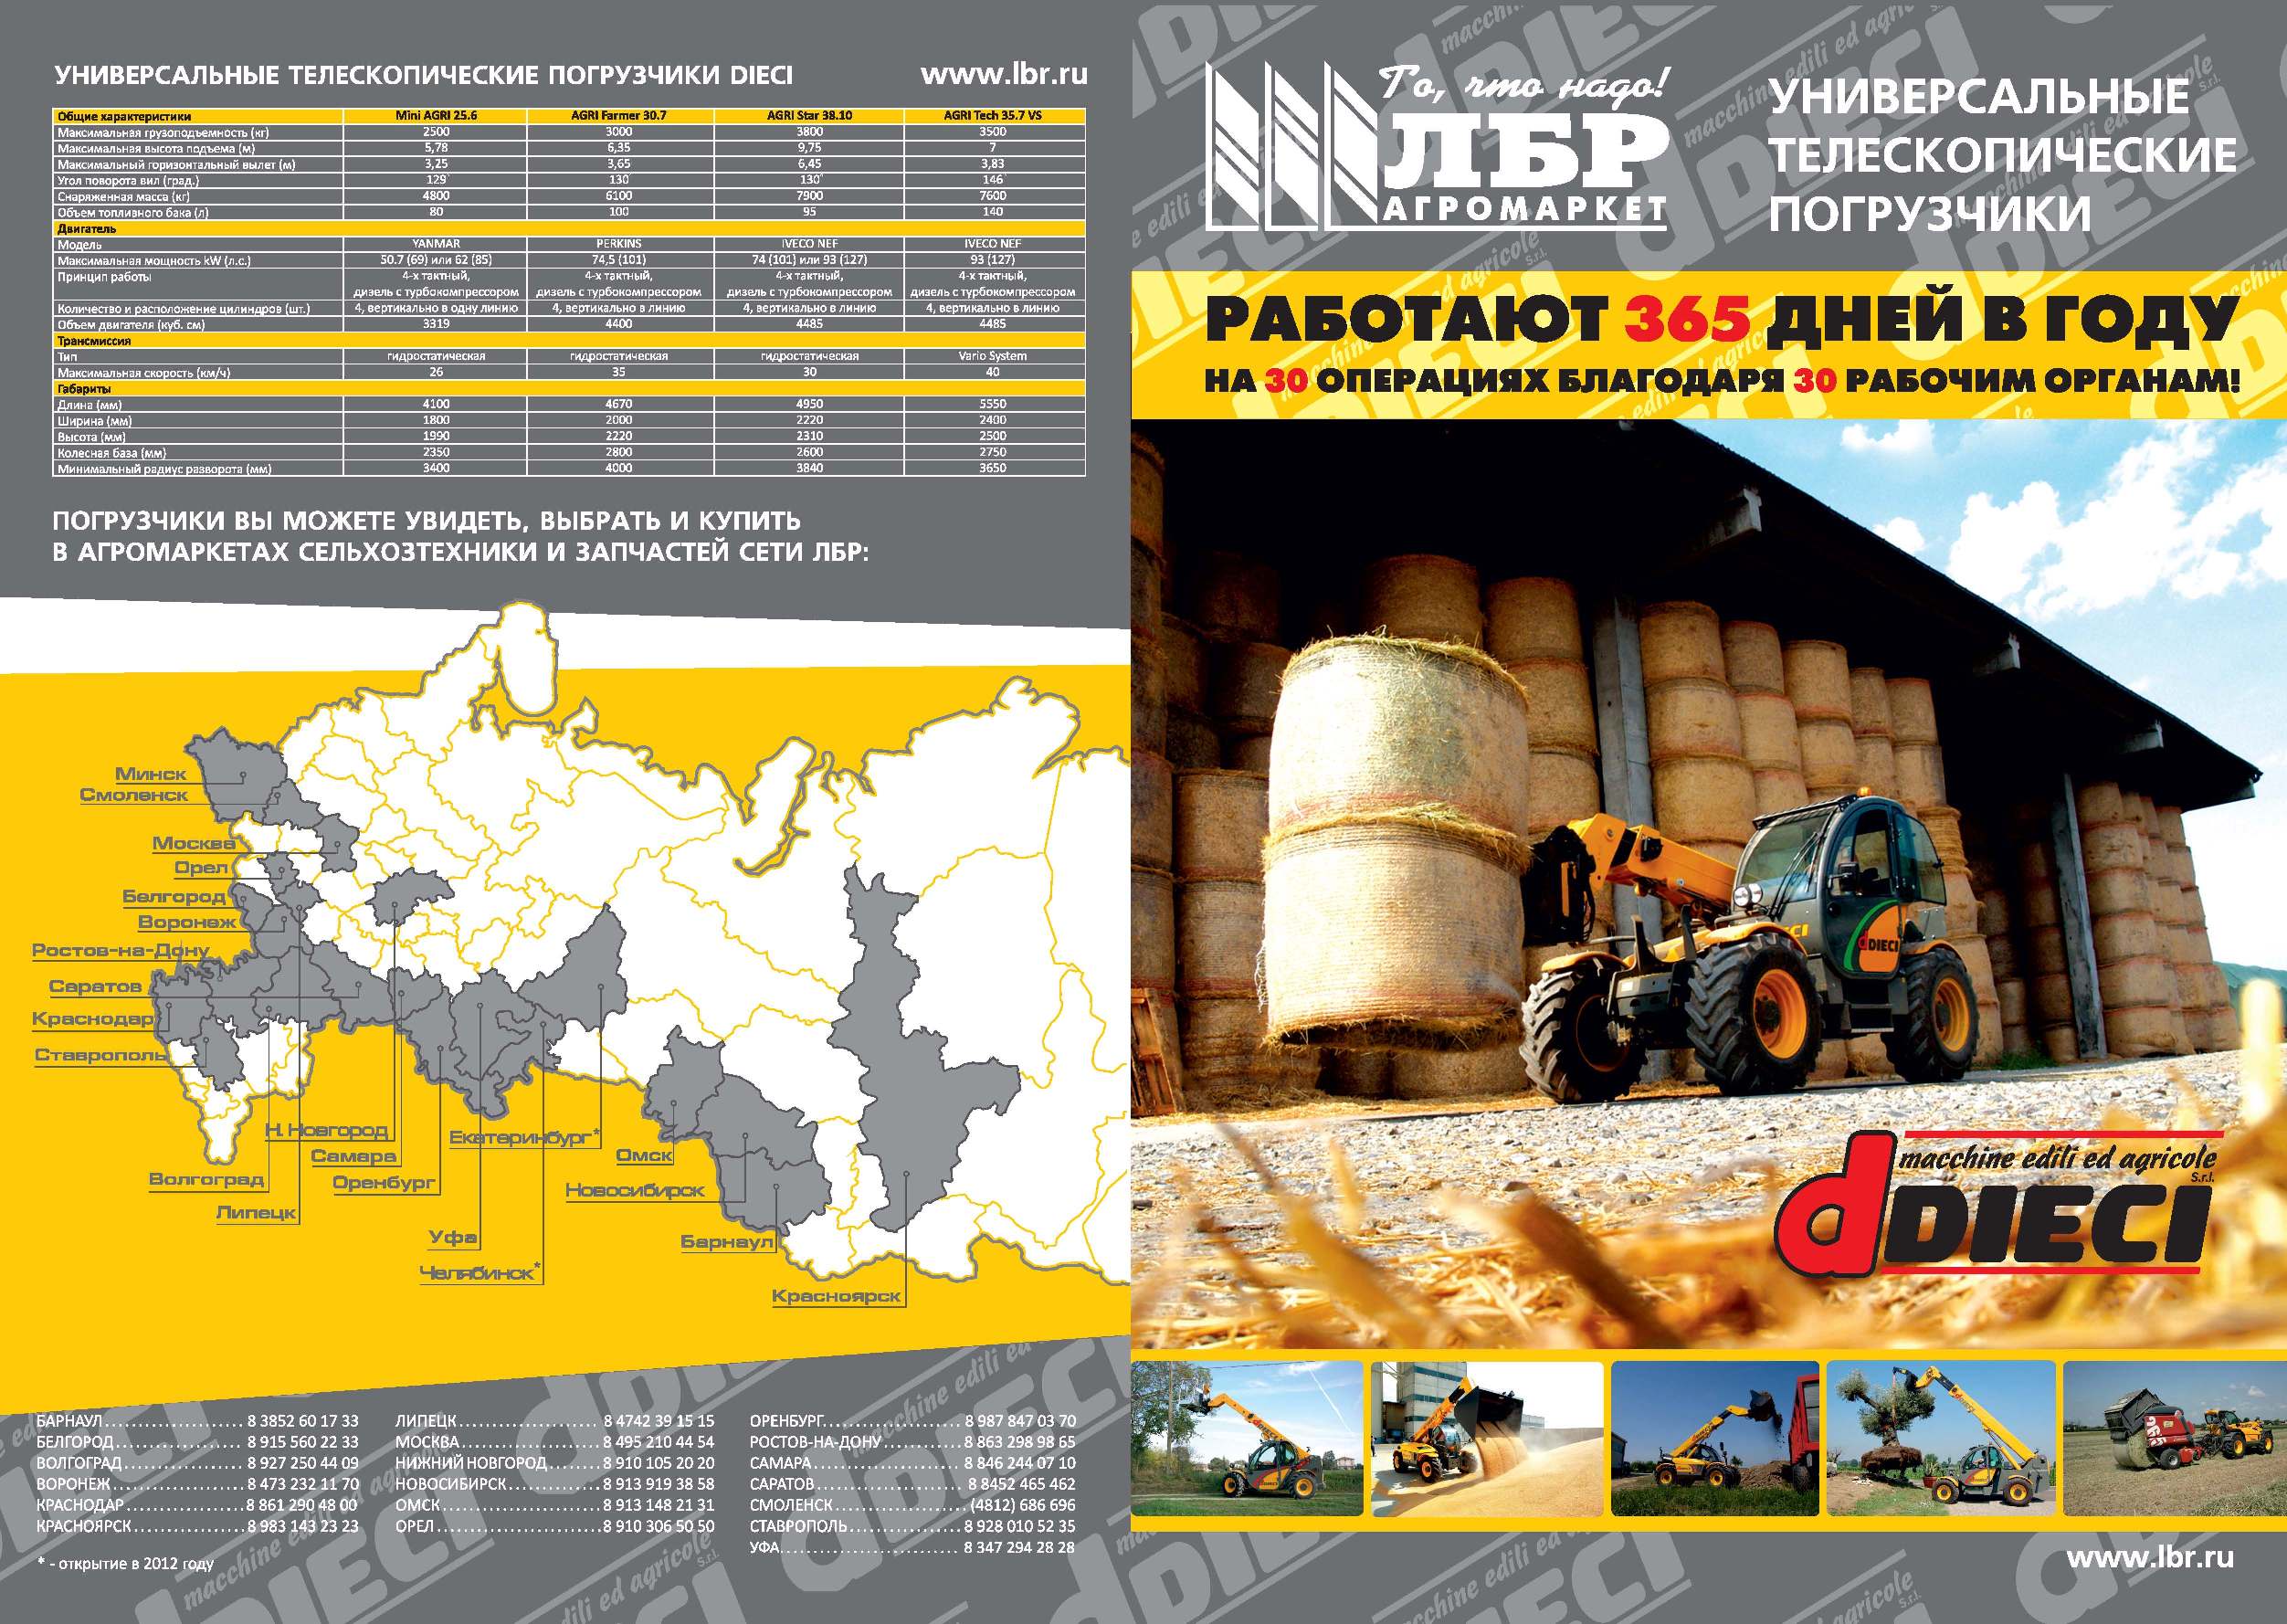 УНИВЕРСАЛЬНЫЕ ТЕЛЕСКОПИЧЕСКИЕ ПОГРУЗЧИКИ DIECI www.lbr.ru
Общие характеристики Mini AGRI 25.6 AGRI Farmer 30.7 AGRI Star 38.10 AGRI Tech 35.7 VS
Максимальная грузоподъемность (кг) 2500 3000 3800 3500
Максимальная высота подъема (м) 5,78 6,35 9,75 7
Максимальный горизонтальный вылет (м) 3,25 3,65 6,45 3,83
Угол поворота вил (град.) 129° 130° 130° 146°
Снаряженная масса (кг) 4800 6100 7900 7600
Объем топливного бака (л) 80 100 95 140
Двигатель
Модель YANMAR PERKINS IVECO NEF IVECO NEF
Максимальная мощность kW (л.с.) 50.7 (69) или 62 (85) 74,5 (101) 74 (101) или 93 (127) 93 (127)
Принцип работы 4-х тактный, 4-х тактный, 4-х тактный, 4-х тактный,
дизель с турбокомпрессором дизель с турбокомпрессором дизель с турбокомпрессором дизель с турбокомпрессором
Количество и расположение цилиндров (шт.) 4, вертикально в одну линию 4, вертикально в линию 4, вертикально в линию 4, вертикально в линию
Объем двигателя (куб. см) 3319 4400 4485 4485
Трансмиссия
Тип гидростатическая гидростатическая гидростатическая Vario System
Максимальная скорость (км/ч) 26 35 30 40
Габариты
Длина (мм) 4100 4670 4950 5550
Ширина (мм) 1800 2000 2220 2400
Высота (мм) 1990 2220 2310 2500
Колесная база (мм) 2350 2800 2600 2750
Минимальный радиус разворота (мм) 3400 4000 3840 3650
ПОГРУЗЧИКИ ВЫ МОЖЕТЕ УВИДЕТЬ, ВЫБРАТЬ И КУПИТЬ
В АГРОМАРКЕТАХ СЕЛЬХОЗТЕХНИКИ И ЗАПЧАСТЕЙ СЕТИ ЛБР:
Минск
Смоленск
Москва
Орел
Белгород
Воронеж
Ростов-на-Дону
Саратов
Краснодар
Ставрополь
Н. Новгород
Екатеринбург*
Самара
Омск
Волгоград
Оренбург
Новосибирск
Липецк
Уфа
Барнаул
Челябинск*
Красноярск
БАРНАУЛ..................... 8 3852 60 17 33
БЕЛГОРОД................... 8 915 560 22 33
ВОЛГОГРАД.................. 8 927 250 44 09
ВОРОНЕЖ.................... 8 473 232 11 70
КРАСНОДАР..................8 861 290 48 00
КРАСНОЯРСК.................8 983 143 23 23
* - открытие в 2012 году
ЛИПЕЦК..................... 8 4742 39 15 15
МОСКВА.....................8 495 210 44 54
НИЖНИЙ НОВГОРОД........8 910 105 20 20
НОВОСИБИРСК..............8 913 919 38 58
ОМСК........................8 913 148 21 31
ОРЕЛ.........................8 910 306 50 50
ОРЕНБУРГ..................... 8 987 847 03 70
РОСТОВ-НА-ДОНУ............8 863 298 98 65
САМАРА...................... 8 846 244 07 10
САРАТОВ..................... 8 8452 465 462
СМОЛЕНСК....................(4812) 686 696
СТАВРОПОЛЬ.................8 928 010 52 35
УФА........................... 8 347 294 28 28
То, что надо!
ЛБР
АГРОМАРКЕТ
УНИВЕРСАЛЬНЫЕ
ТЕЛЕСКОПИЧЕСКИЕ
ПОГРУЗЧИКИ
РАБОТАЮТ 365 ДНЕЙ В ГОДУ
НА 30 ОПЕРАЦИЯХ БЛАГОДАРЯ 30 РАБОЧИМ ОРГАНАМ!
DIECI
dDIECI
macchine edili ed agricole
S.r.l.
dDIECI
www.lbr.ru